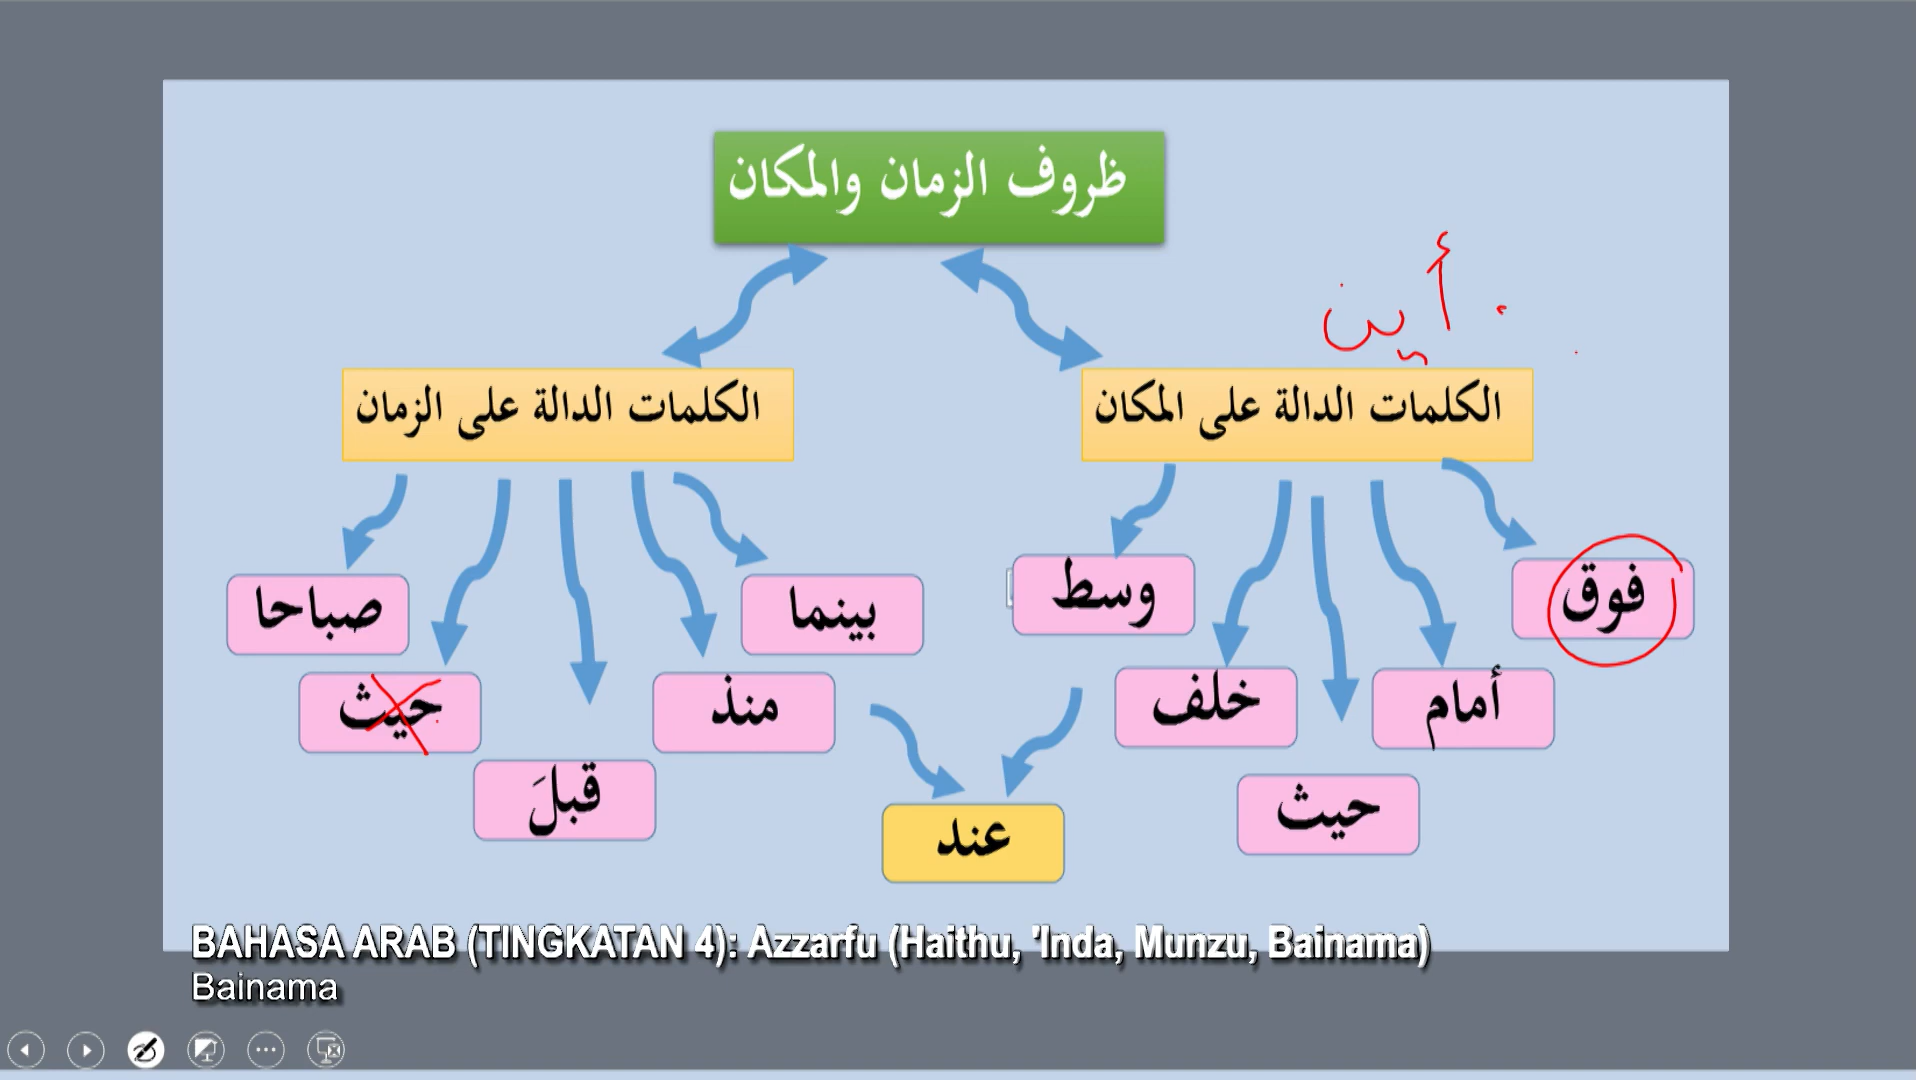 ظروف الزمان والمكان
أين
الكلمات الدالة على المكان
الكلمات الدالة على الزمان
فوق
وسط
بينما
صباحا
أمام
خلف
منذ
حيث
حيث
قبلَ
عند
BAHASA ARAB (TINGKATAN 4): Azzarfu (Haithu, 'Inda, Munzu, Bainama)
Bainama